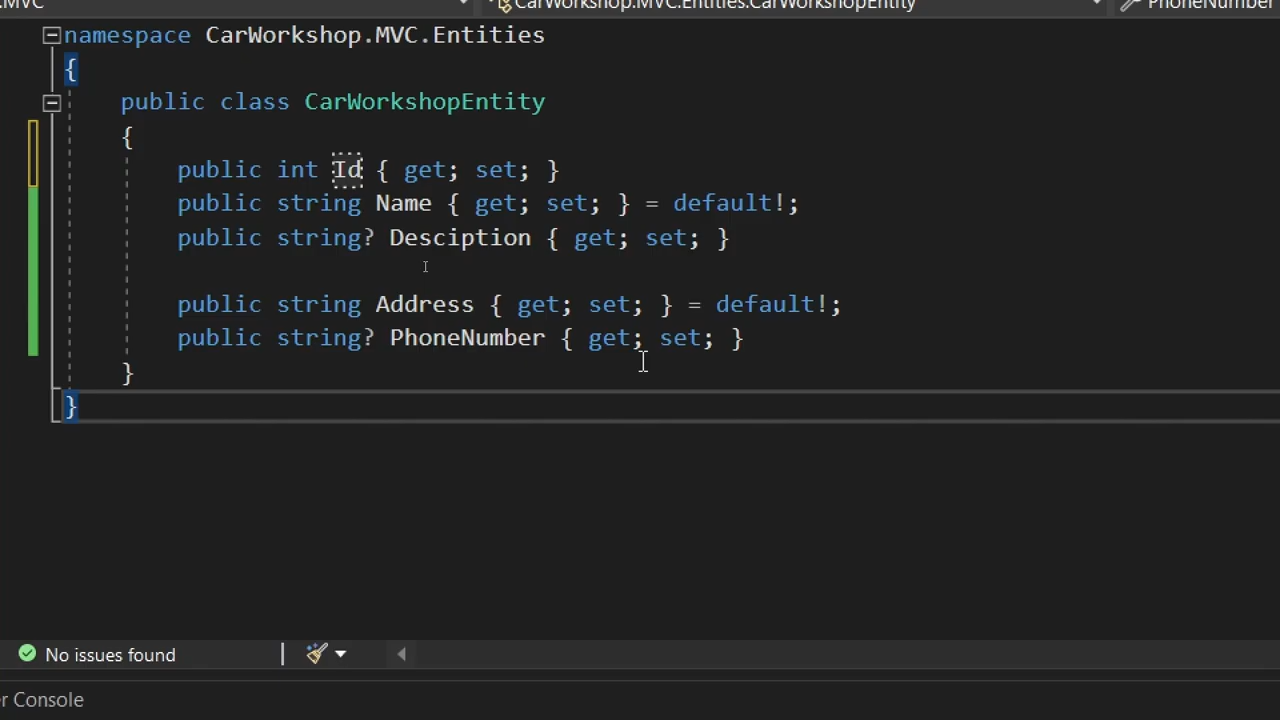 .MVC CarWorkshop.MVC.Entities.CarWorkshopEntity PhoneNumber
namespace CarWorkshop.MVC.Entities
{
public class CarWorkshopEntity
{
public int Id { get; set; }
public string Name { get; set; } = default!;
public string? Desciption { get; set; }
public string Address { get; set; } = default!;
public string? PhoneNumber { get; set; }
}
}
No issues found
r Console